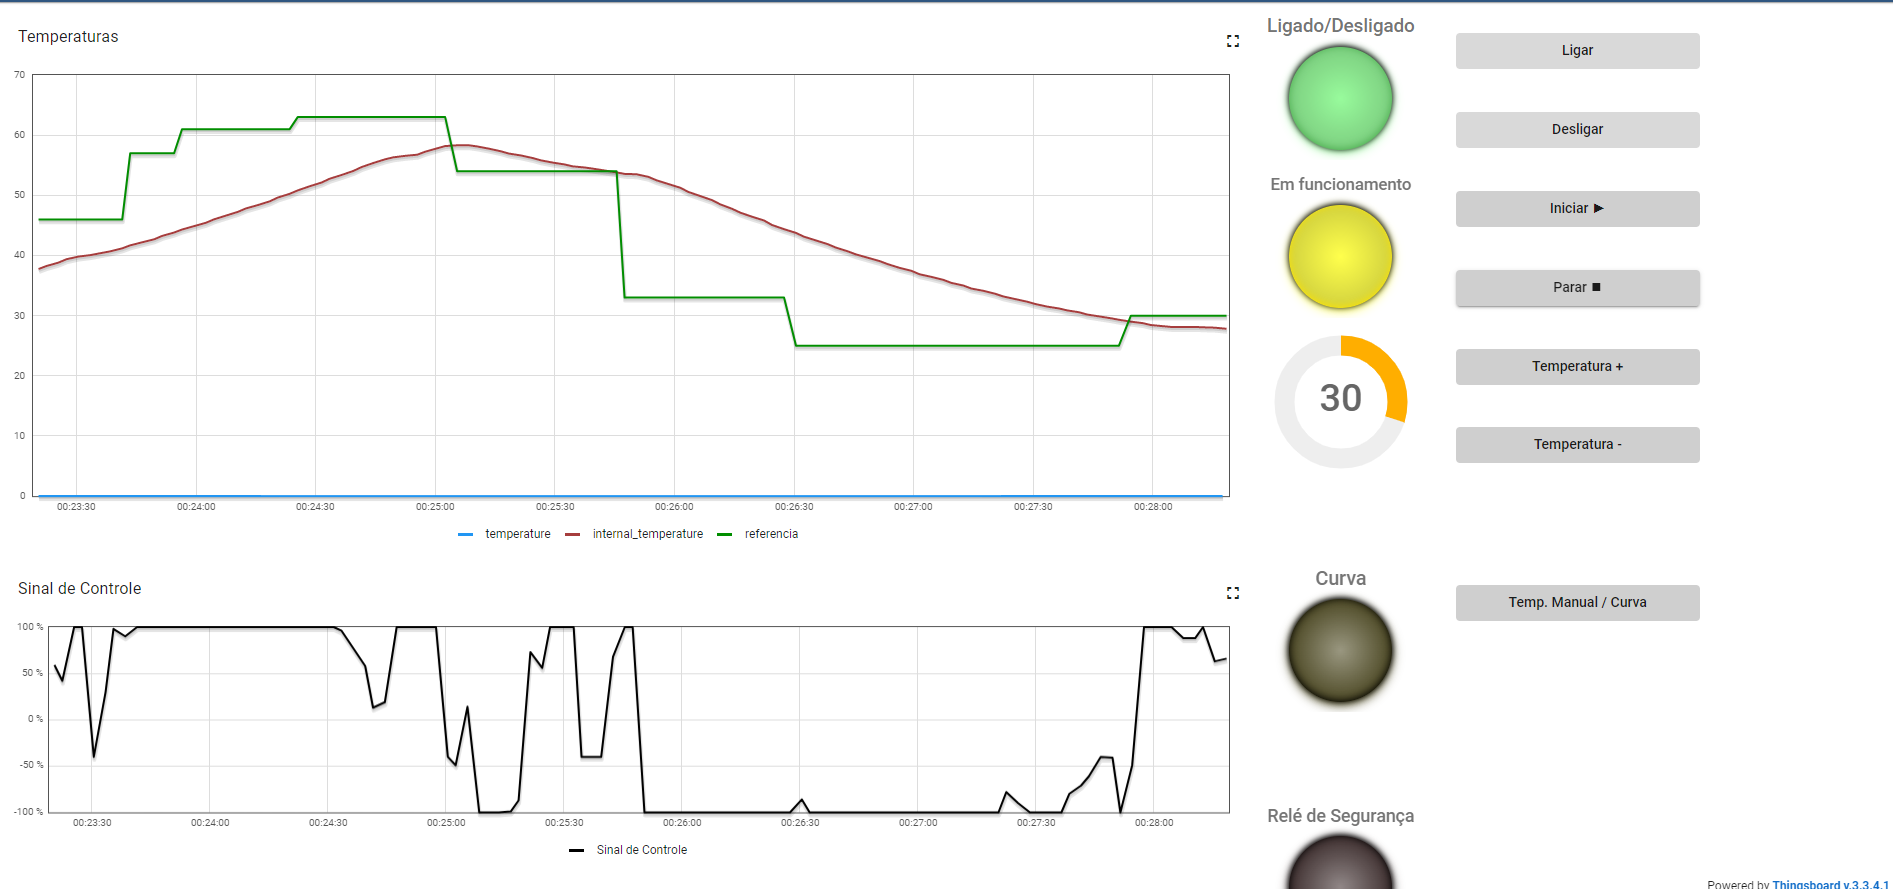 Temperaturas
70
60
50
40
30
20
10
0
00:23:30 00:24:00 00:24:30 00:25:00 00:25:30 00:26:00 00:26:30 00:27:00 00:27:30 00:28:00
temperature internal_temperature referencia
Sinal de Controle
100 %
50 %
0 %
-50 %
-100 %
00:23:30 00:24:00 00:24:30 00:25:00 00:25:30 00:26:00 00:26:30 00:27:00 00:27:30 00:28:00
Sinal de Controle
Ligado/Desligado
Em funcionamento
30
Curva
Relé de Segurança
Ligar
Desligar
Iniciar ▶
Parar ■
Temperatura +
Temperatura -
Temp. Manual / Curva
Powered by Thingsboard v.3.3.4.1